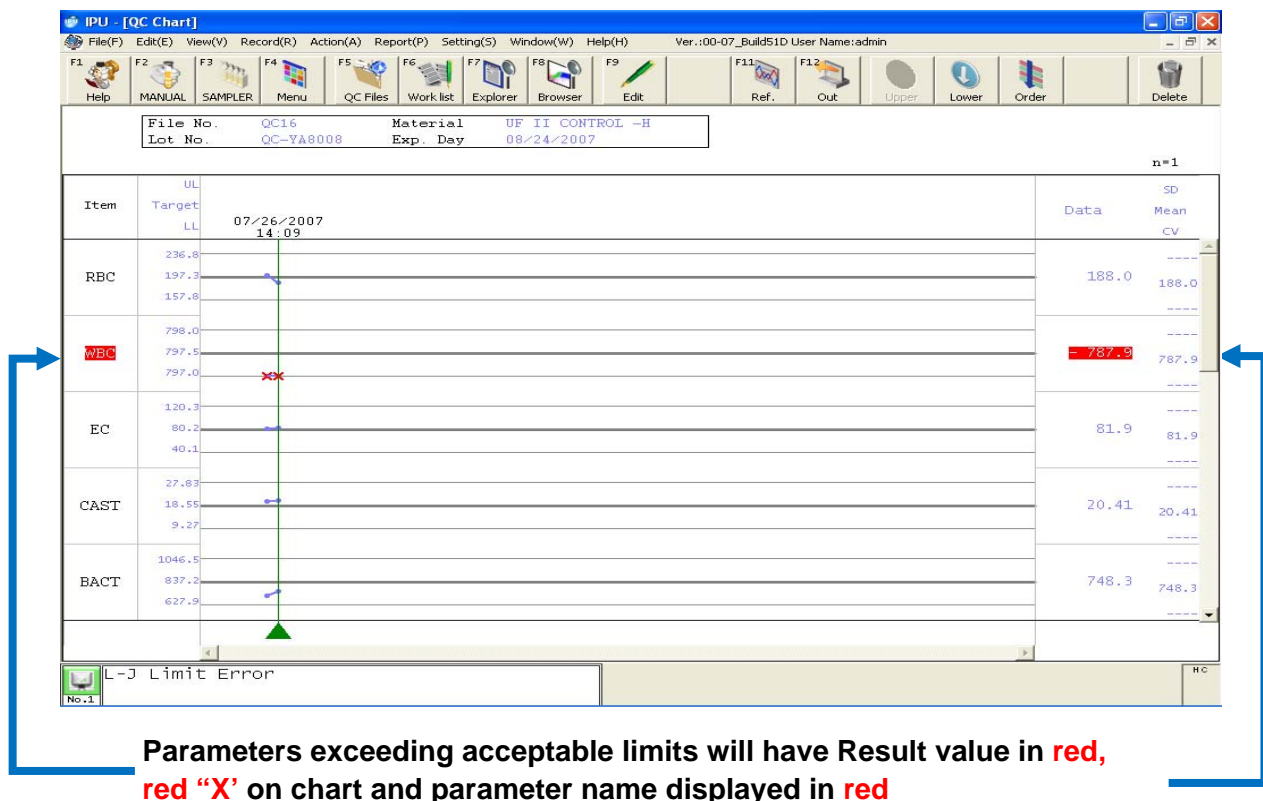 IPU - [QC Chart]
File(F) Edit(E) View(V) Record(R) Action(A) Report(P) Setting(S) Window(W) Help(H) Ver.:00-07_Build51D User Name:admin
F1 F2 F3 F4 F5 F6 F7 F8 F9 F11 F12
Help MANUAL SAMPLER Menu QC Files Work list Explorer Browser Edit Ref. Out Upper Lower Order Delete
File No. QC16 Material UF II CONTROL -H
Lot No. QC-YA8008 Exp. Day 08/24/2007
n=1
UL SD
Item Target Data Mean
LL 07/26/2007 CV
14:09
236.8 ----
RBC 197.3 188.0 188.0
157.8 ----
798.0 ----
WBC 797.5 - 787.9 787.9
797.0 ----
120.3 ----
EC 80.2 81.9 81.9
40.1 ----
27.83 ----
CAST 18.55 20.41 20.41
9.27 ----
1046.5 ----
BACT 837.2 748.3 748.3
627.9 ----
L-J Limit Error HC
No.1
Parameters exceeding acceptable limits will have Result value in red,
red “X’ on chart and parameter name displayed in red